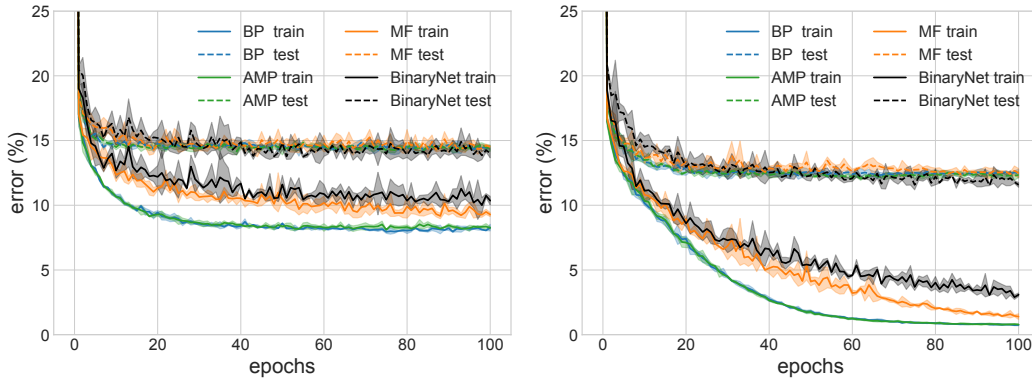 25
20
15
10
5
0
error (%)
0 20 40 60 80 100
epochs
BP train
BP test
AMP train
AMP test
MF train
MF test
BinaryNet train
BinaryNet test
25
20
15
10
5
0
error (%)
0 20 40 60 80 100
epochs
BP train
BP test
AMP train
AMP test
MF train
MF test
BinaryNet train
BinaryNet test